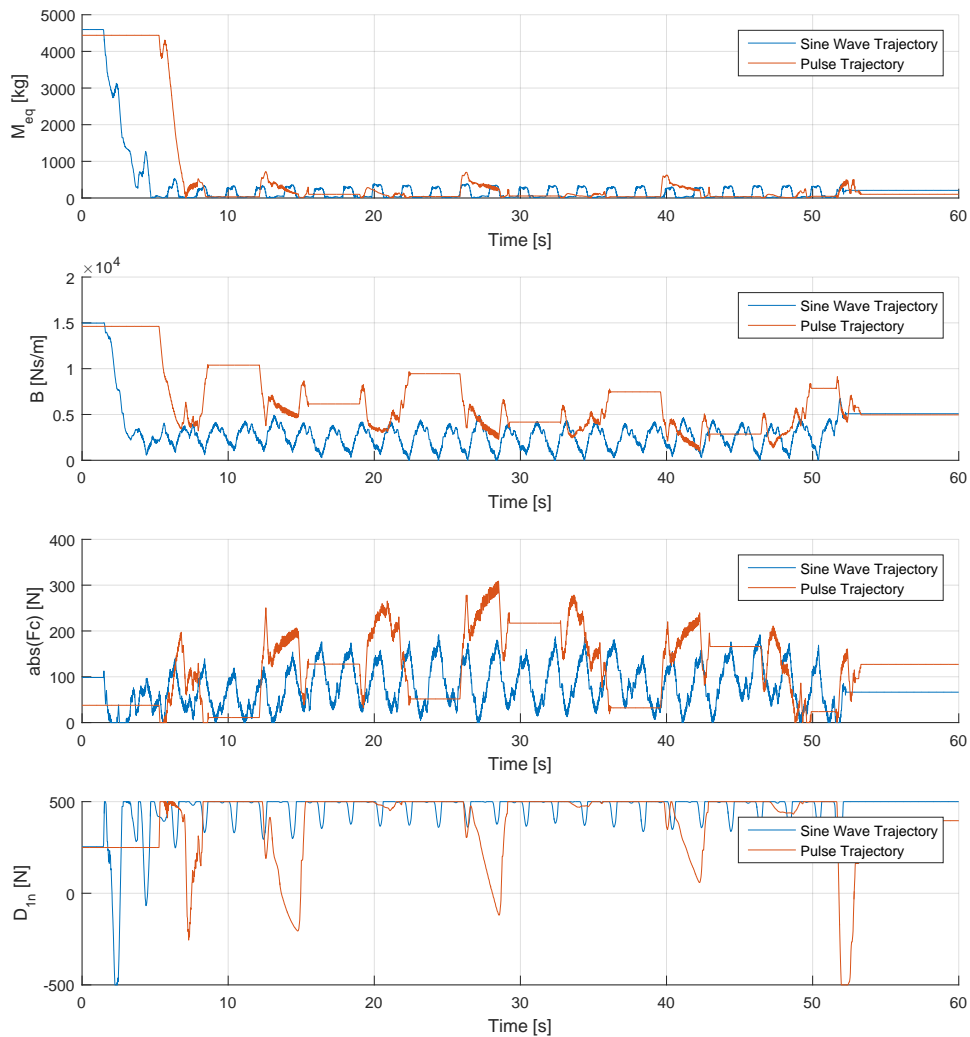 5000
4000
3000
2000
1000
0
M_eq [kg]
Sine Wave Trajectory
Pulse Trajectory
0 10 20 30 40 50 60
Time [s]
×10^4
2
1.5
1
0.5
0
B [Ns/m]
Sine Wave Trajectory
Pulse Trajectory
0 10 20 30 40 50 60
Time [s]
400
300
200
100
0
abs(Fc) [N]
Sine Wave Trajectory
Pulse Trajectory
0 10 20 30 40 50 60
Time [s]
500
0
-500
D_1n [N]
Sine Wave Trajectory
Pulse Trajectory
0 10 20 30 40 50 60
Time [s]